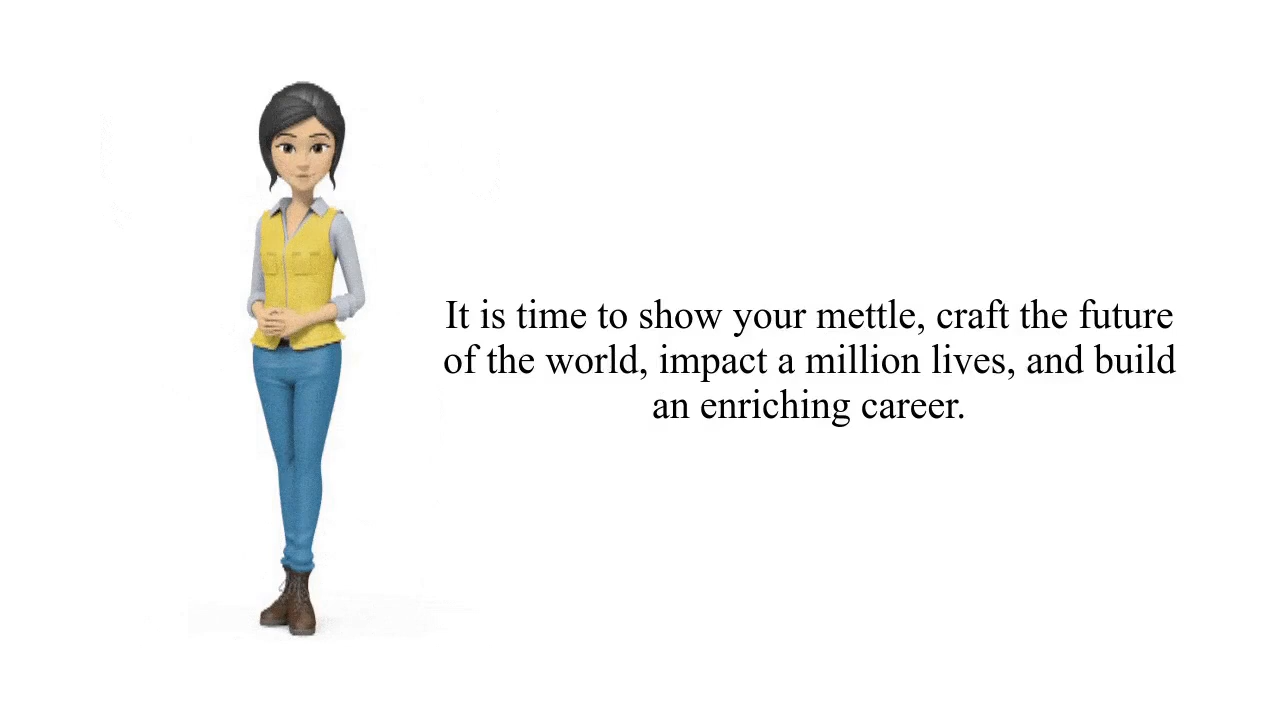 It is time to show your mettle, craft the future
of the world, impact a million lives, and build
an enriching career.